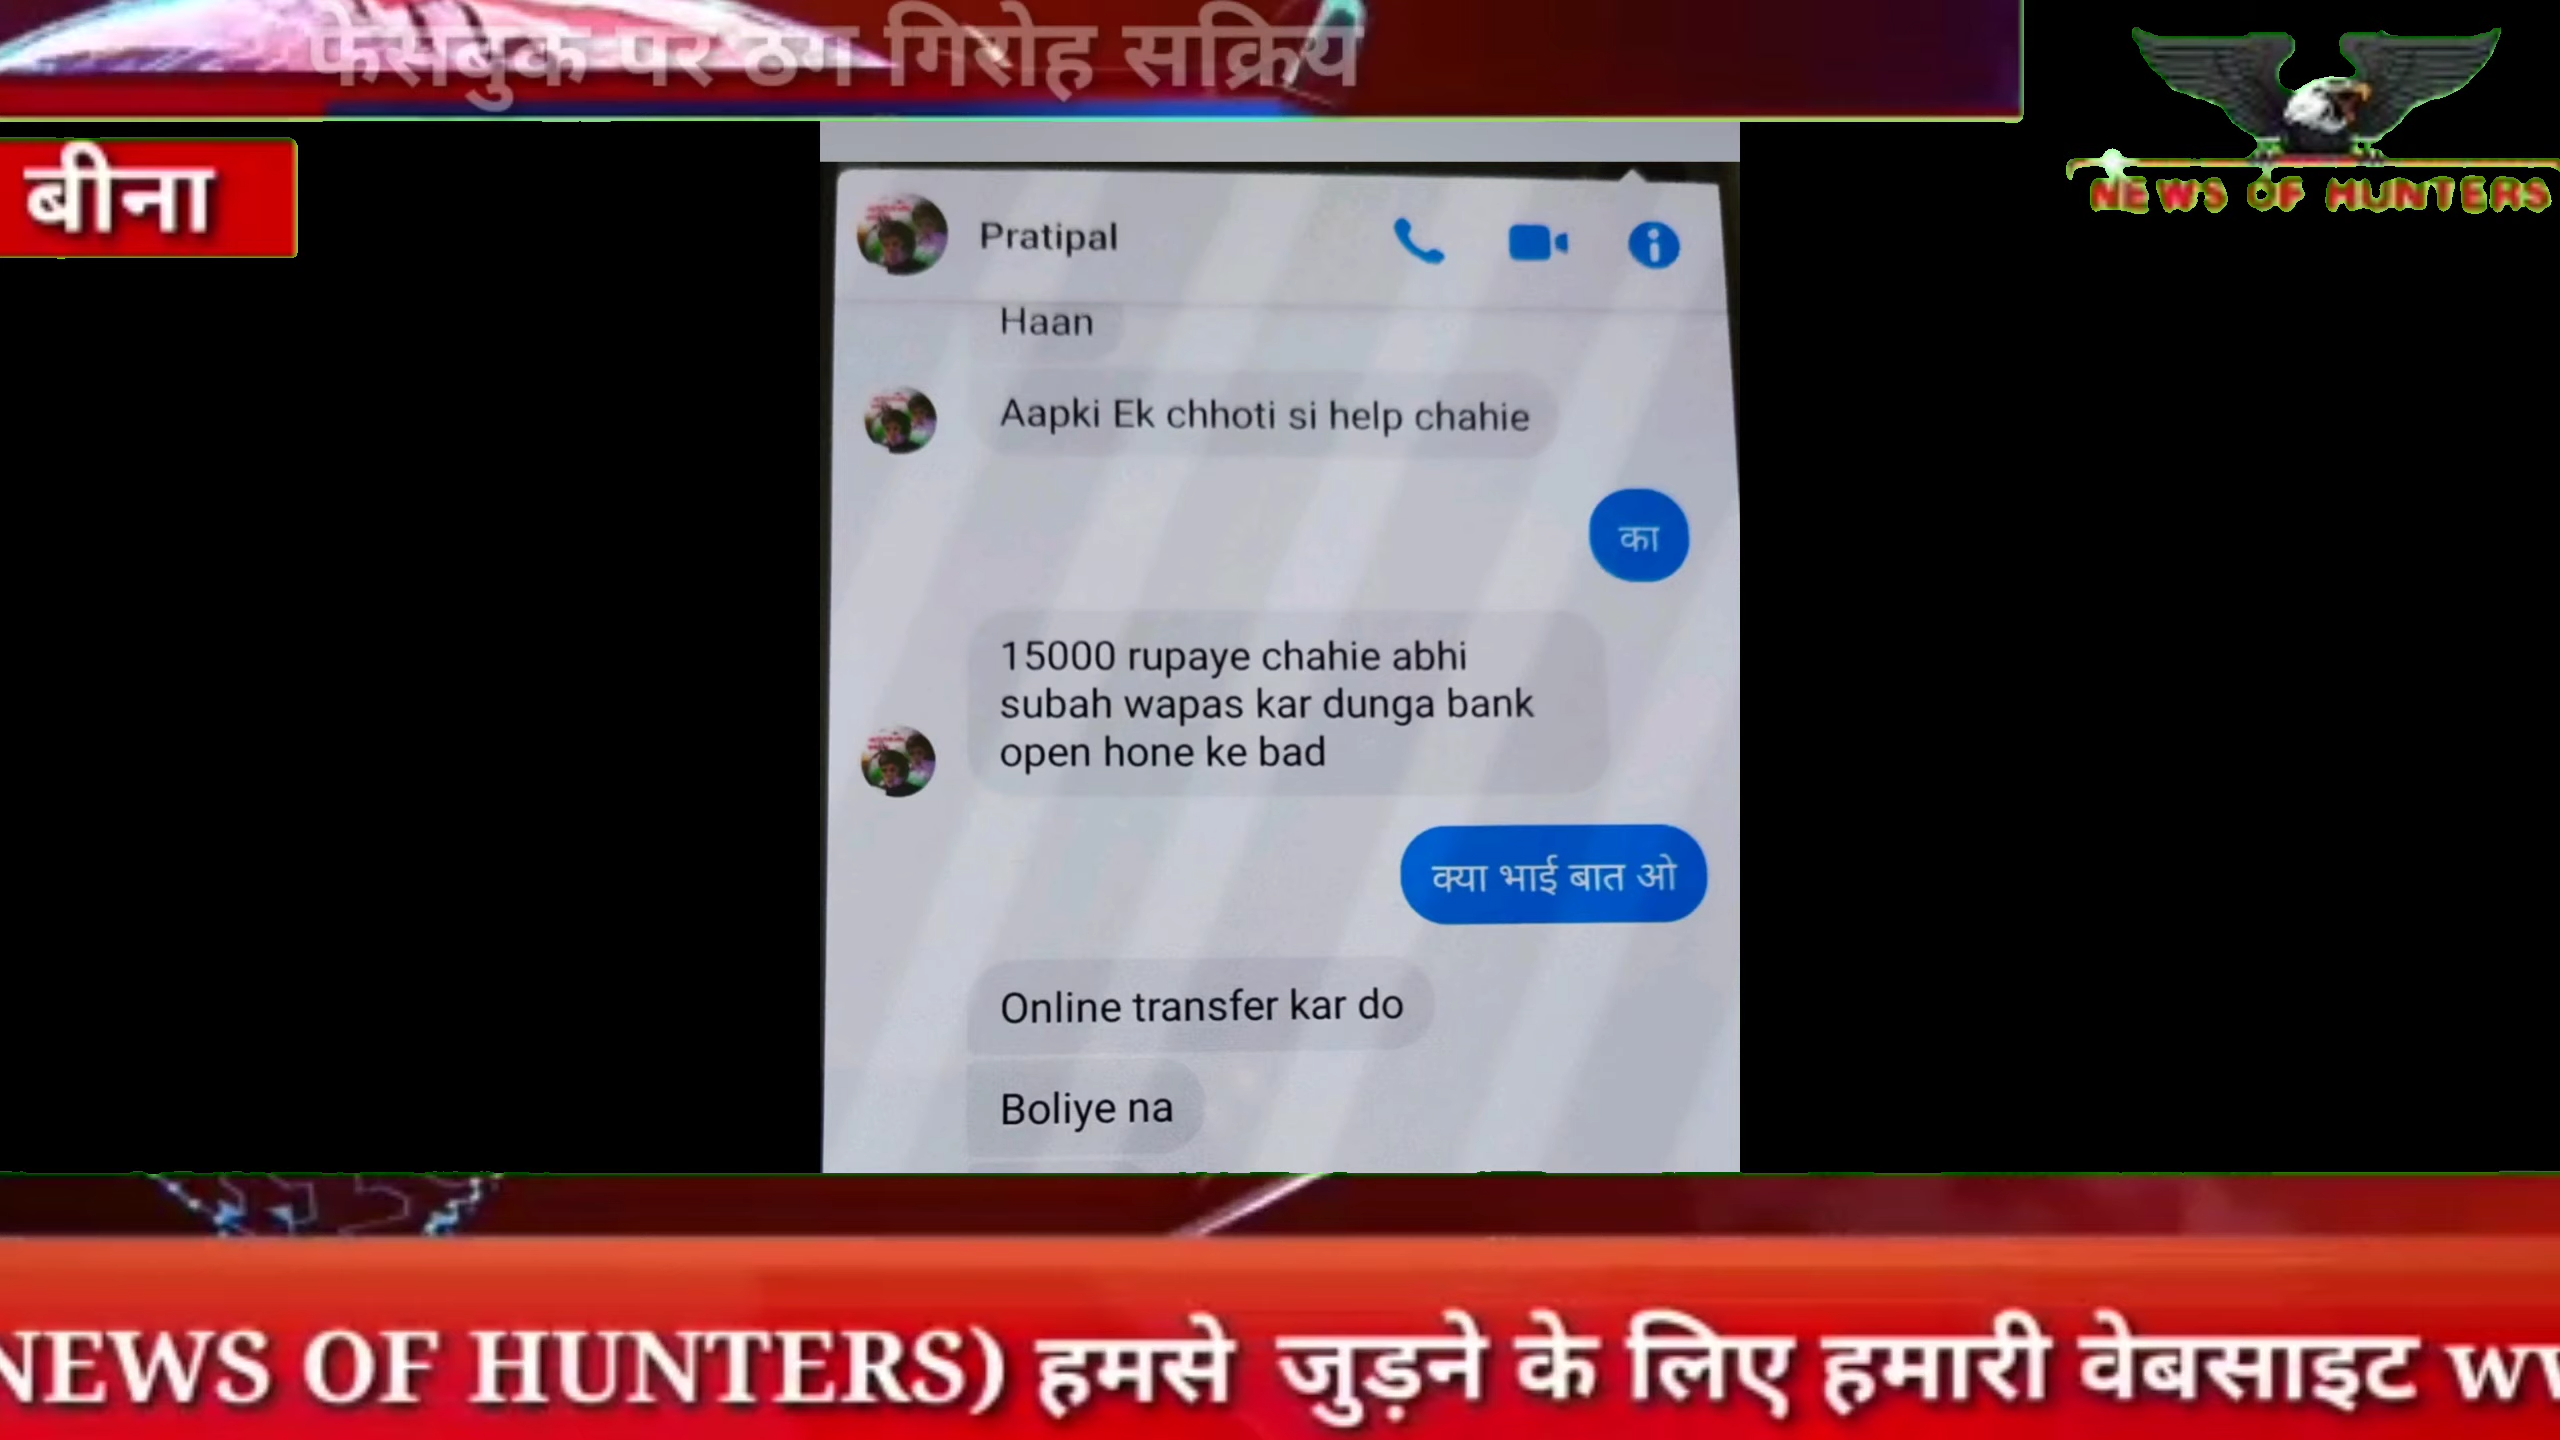 फेसबुक पर ठग गिरोह सक्रिय
बीना
NEWS OF HUNTERS
Pratipal
Haan
Aapki Ek chhoti si help chahie
का
15000 rupaye chahie abhi
subah wapas kar dunga bank
open hone ke bad
क्या भाई बात ओ
Online transfer kar do
Boliye na
NEWS OF HUNTERS) हमसे जुड़ने के लिए हमारी वेबसाइट